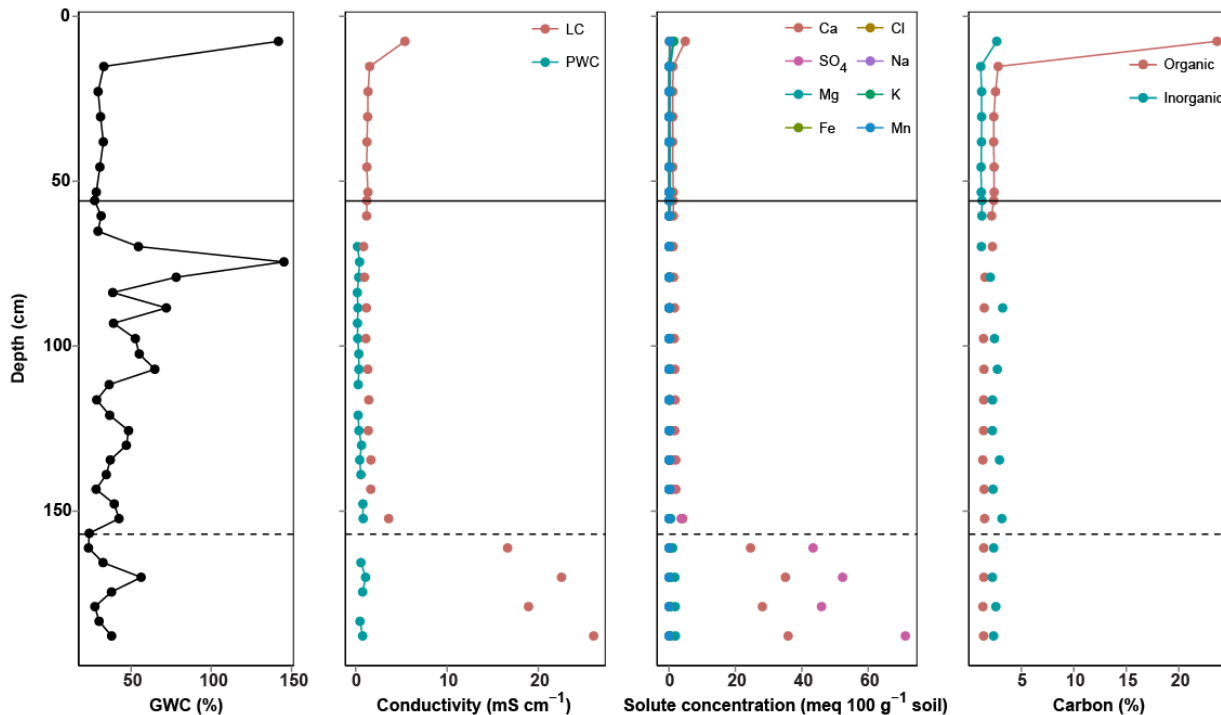 0
50
100
150
Depth (cm)
50
100
150
GWC (%)
LC
PWC
0
10
20
Conductivity (mS cm⁻¹)
Ca
Cl
SO₄
Na
Mg
K
Fe
Mn
0
20
40
60
Solute concentration (meq 100 g⁻¹ soil)
Organic
Inorganic
5
10
15
20
Carbon (%)